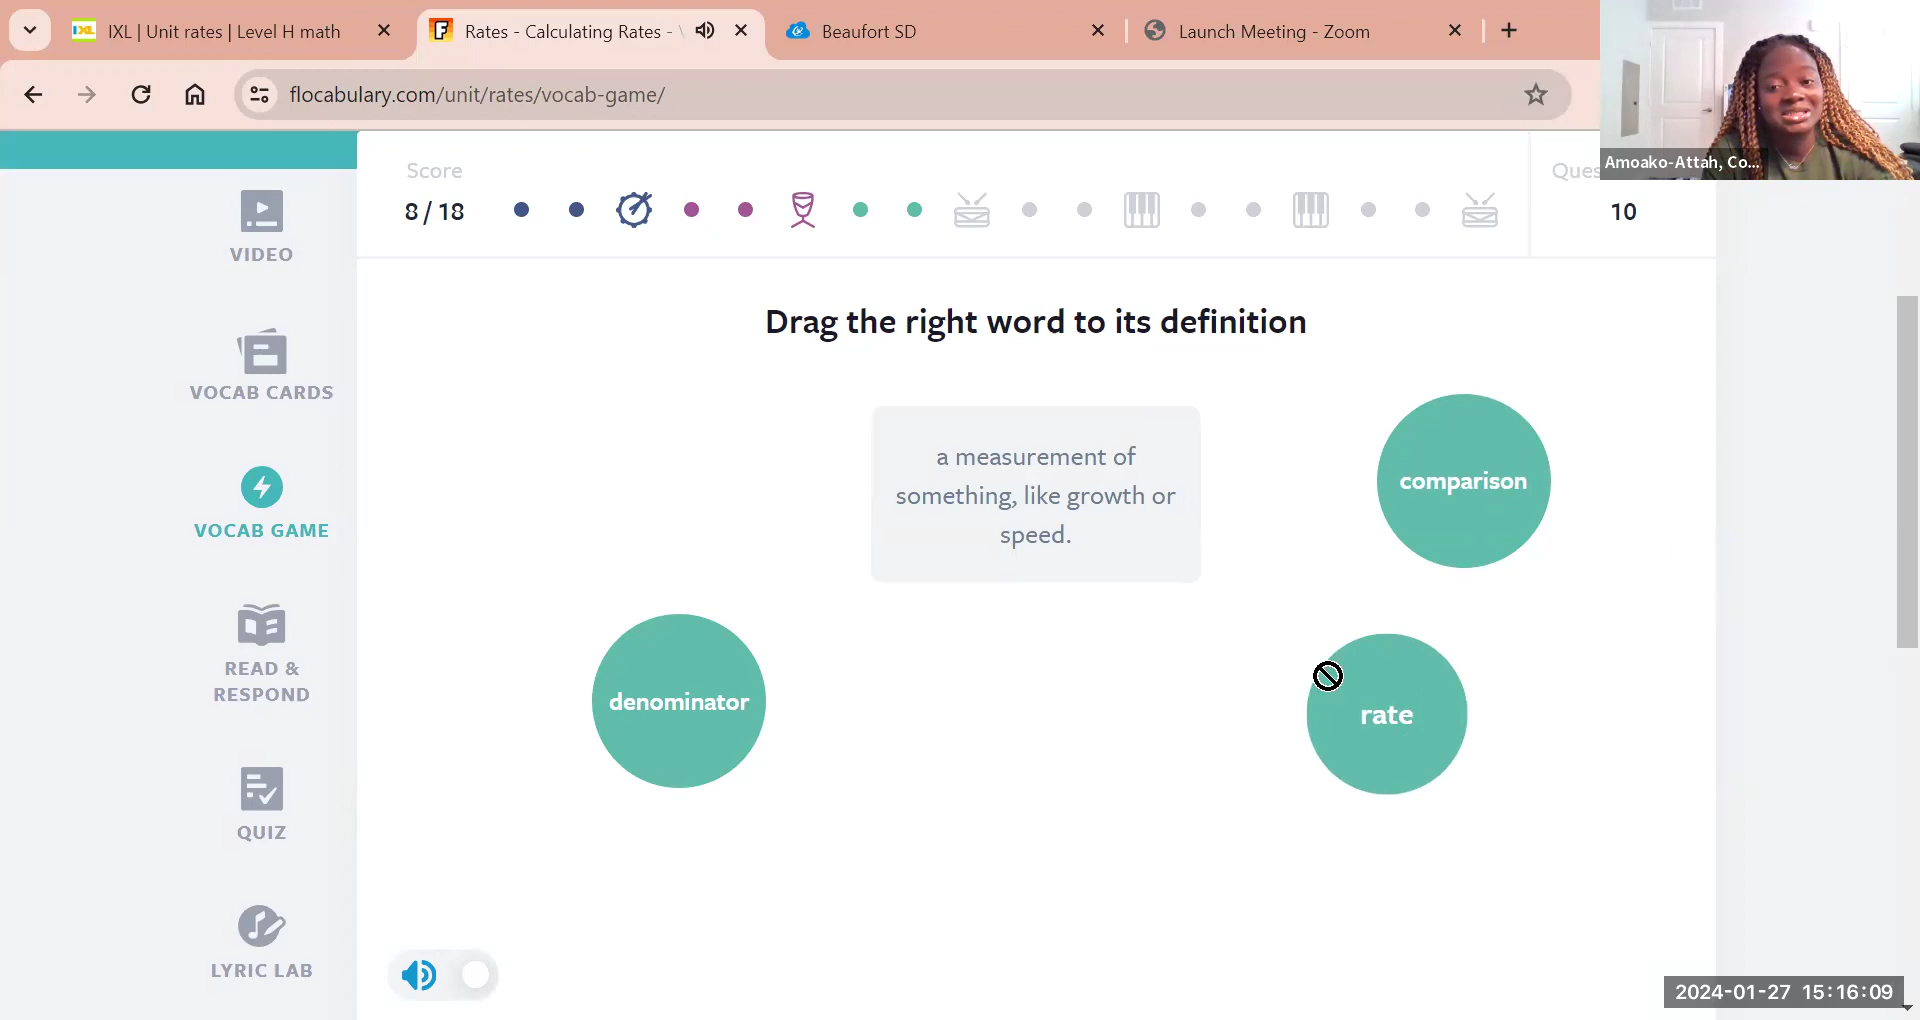 IXL | Unit rates | Level H math
Rates - Calculating Rates -
Beaufort SD
Launch Meeting - Zoom
flocabulary.com/unit/rates/vocab-game/
Amoako-Attah, Co...
Score
8 / 18
Ques
10
VIDEO
VOCAB CARDS
VOCAB GAME
READ &
RESPOND
QUIZ
LYRIC LAB
Drag the right word to its definition
a measurement of
something, like growth or
speed.
comparison
denominator
rate
2024-01-27 15:16:09